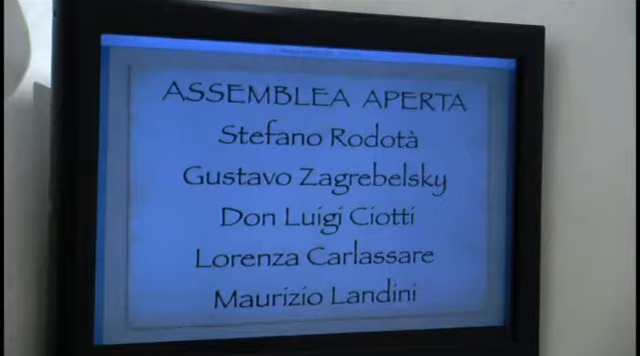 ASSEMBLEA APERTA
Stefano Rodotà
Gustavo Zagrebelsky
Don Luigi Ciotti
Lorenza Carlassare
Maurizio Landini